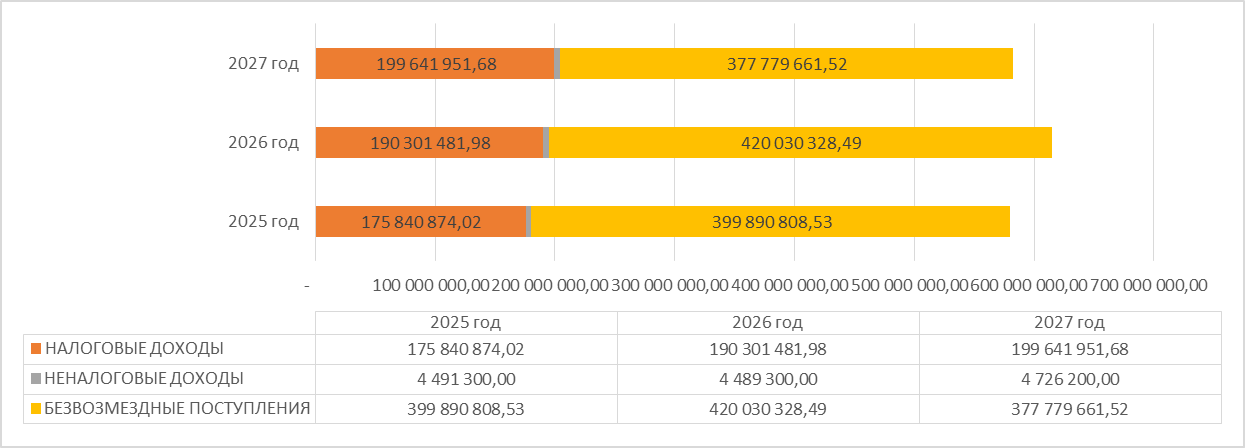 2027 год
199 641 951,68
377 779 661,52
2026 год
190 301 481,98
420 030 328,49
2025 год
175 840 874,02
399 890 808,53
- 100 000 000,00 200 000 000,00 300 000 000,00 400 000 000,00 500 000 000,00 600 000 000,00 700 000 000,00
2025 год 2026 год 2027 год
НАЛОГОВЫЕ ДОХОДЫ 175 840 874,02 190 301 481,98 199 641 951,68
НЕНАЛОГОВЫЕ ДОХОДЫ 4 491 300,00 4 489 300,00 4 726 200,00
БЕЗВОЗМЕЗДНЫЕ ПОСТУПЛЕНИЯ 399 890 808,53 420 030 328,49 377 779 661,52